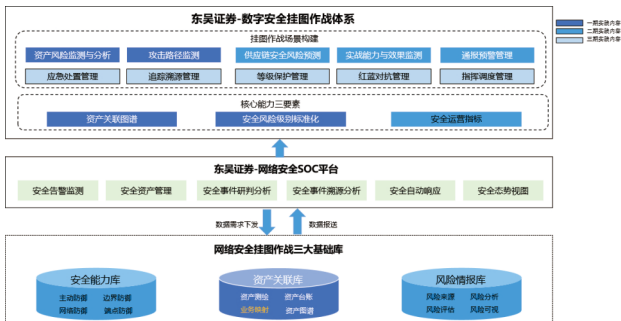 东吴证券-数字安全挂图作战体系
一期实施内容
二期实施内容
三期实施内容
挂图作战场景构建
资产风险监测与分析 攻击路径监测 供应链安全风险预测 实战能力与效果监测 通报预警管理
应急处置管理 追踪溯源管理 等级保护管理 红蓝对抗管理 指挥调度管理
核心能力三要素
资产关联图谱 安全风险级别标准化 安全运营指标
东吴证券-网络安全SOC平台
安全告警监测 安全资产管理 安全事件研判分析 安全事件溯源分析 安全自动响应 安全态势视图
数据需求下发 数据报送
网络安全挂图作战三大基础库
安全能力库 资产关联库 风险情报库
主动防御 边界防御 资产测绘 资产台账 风险来源 风险分析
网络防御 端点防御 业务映射 资产图谱 风险评估 风险可视